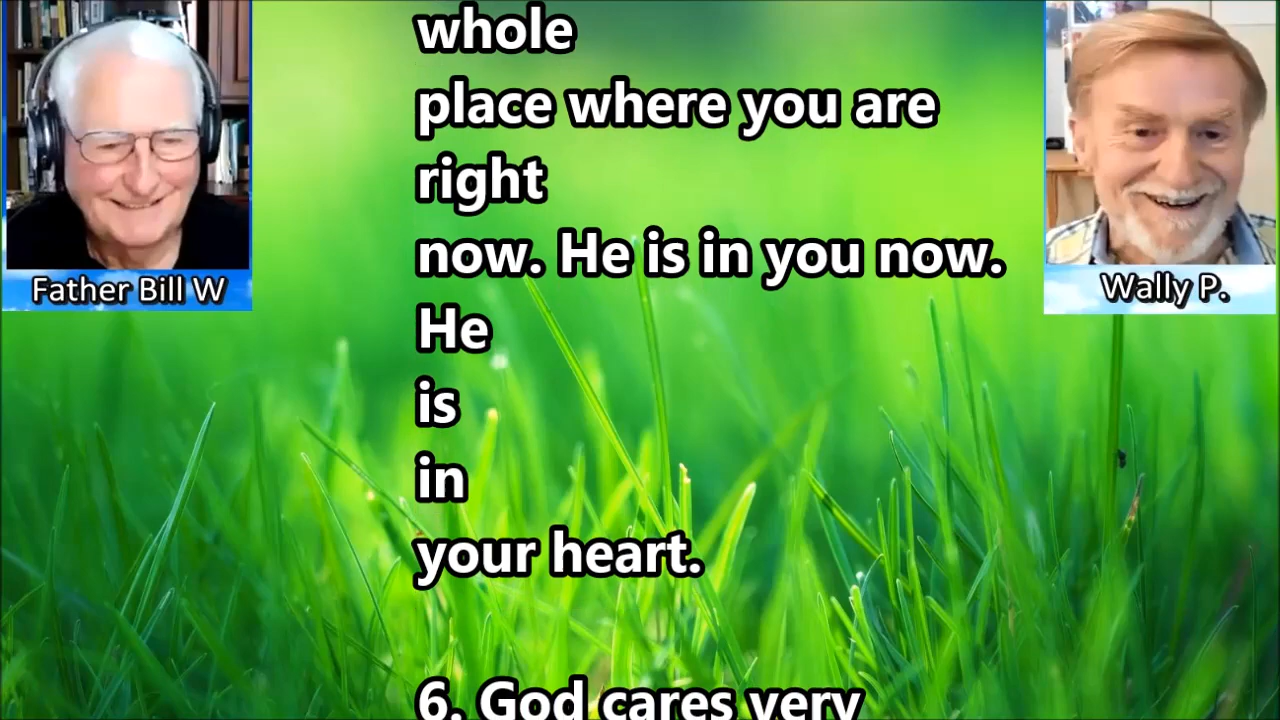 whole
place where you are
right
now. He is in you now.
He
is
in
your heart.
6. God cares very
Father Bill W
Wally P.